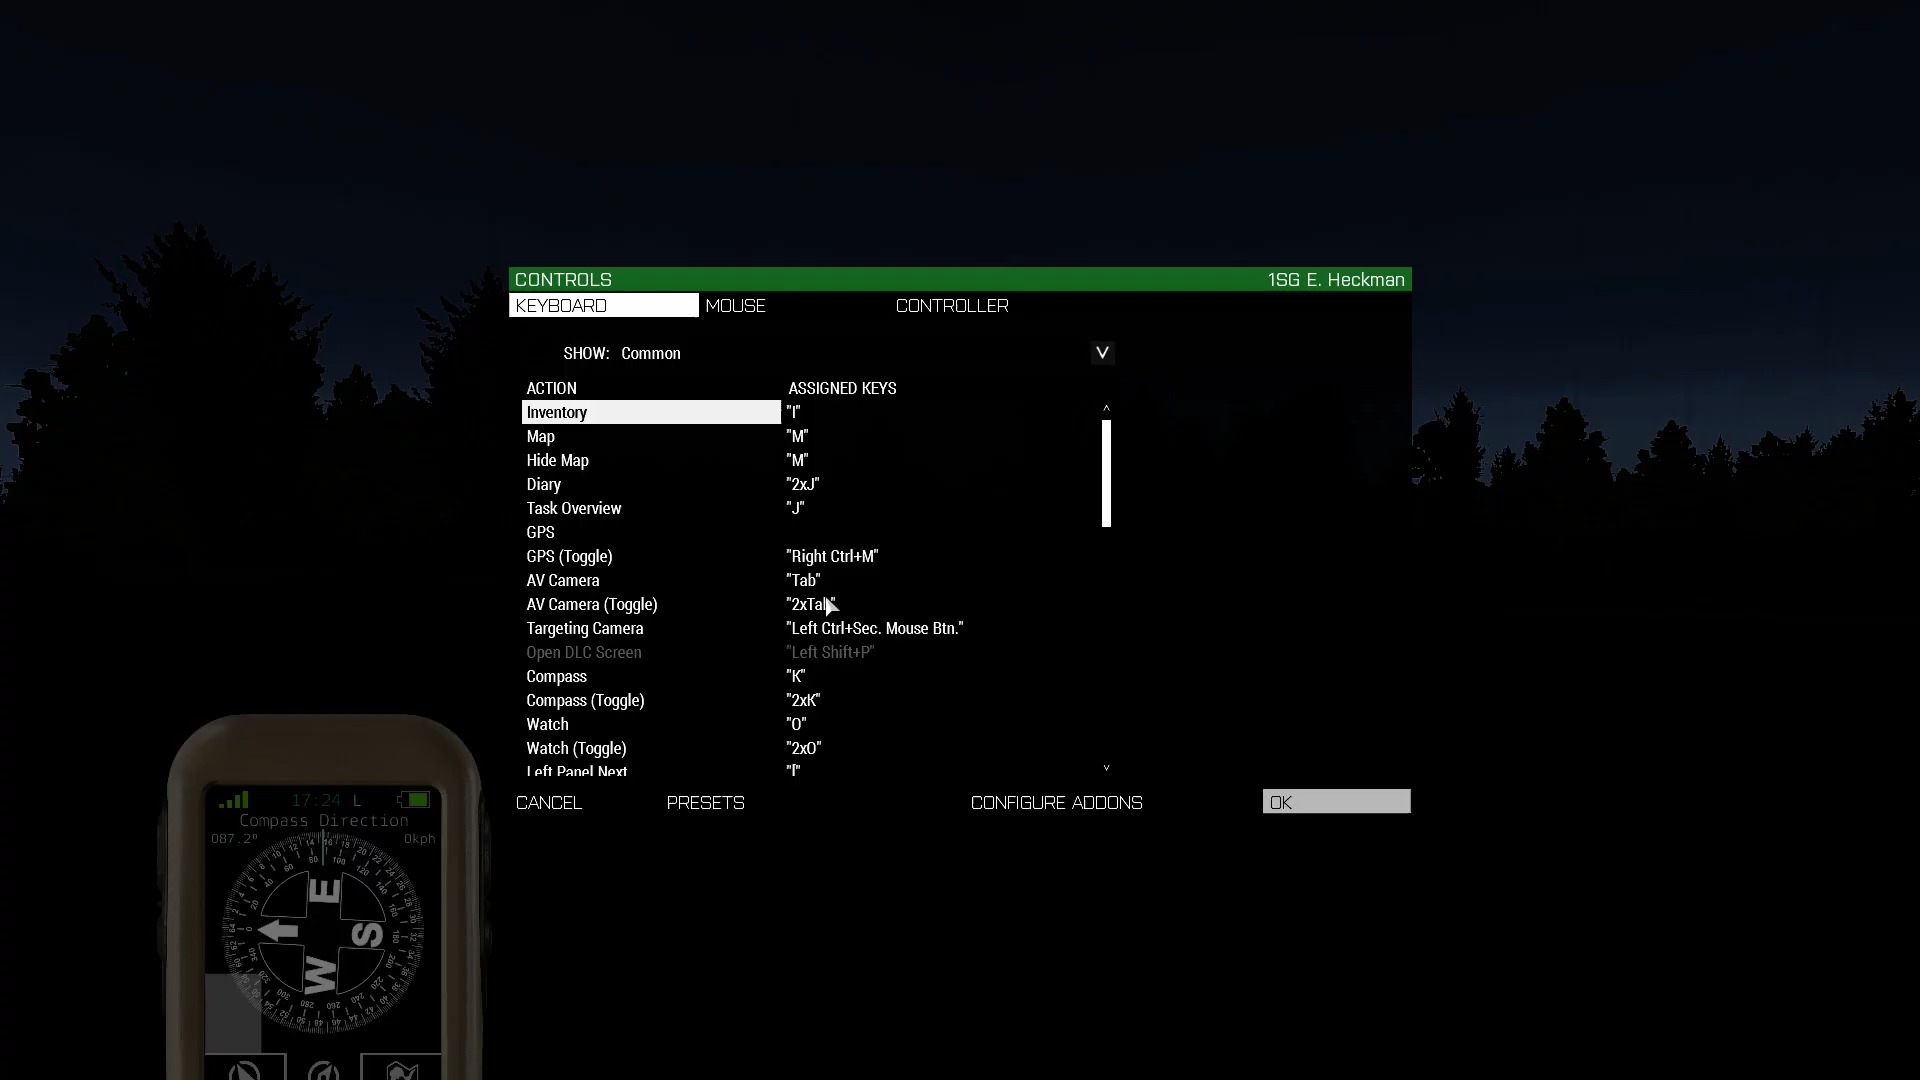 CONTROLS 1SG E. Heckman
KEYBOARD MOUSE CONTROLLER
SHOW: Common V
ACTION ASSIGNED KEYS
Inventory "I"
Map "M"
Hide Map "M"
Diary "2xJ"
Task Overview "J"
GPS
GPS (Toggle) "Right Ctrl+M"
AV Camera "Tab"
AV Camera (Toggle)
Targeting Camera "Left Ctrl+Sec. Mouse Btn."
Open DLC Screen "Left Shift+P"
Compass "K"
Compass (Toggle) "2xK"
Watch "O"
Watch (Toggle) "2xO"
Left Panel Next
CANCEL PRESETS CONFIGURE ADDONS OK
17:24 L
Compass Direction
087.2° 0kph
E
S
W